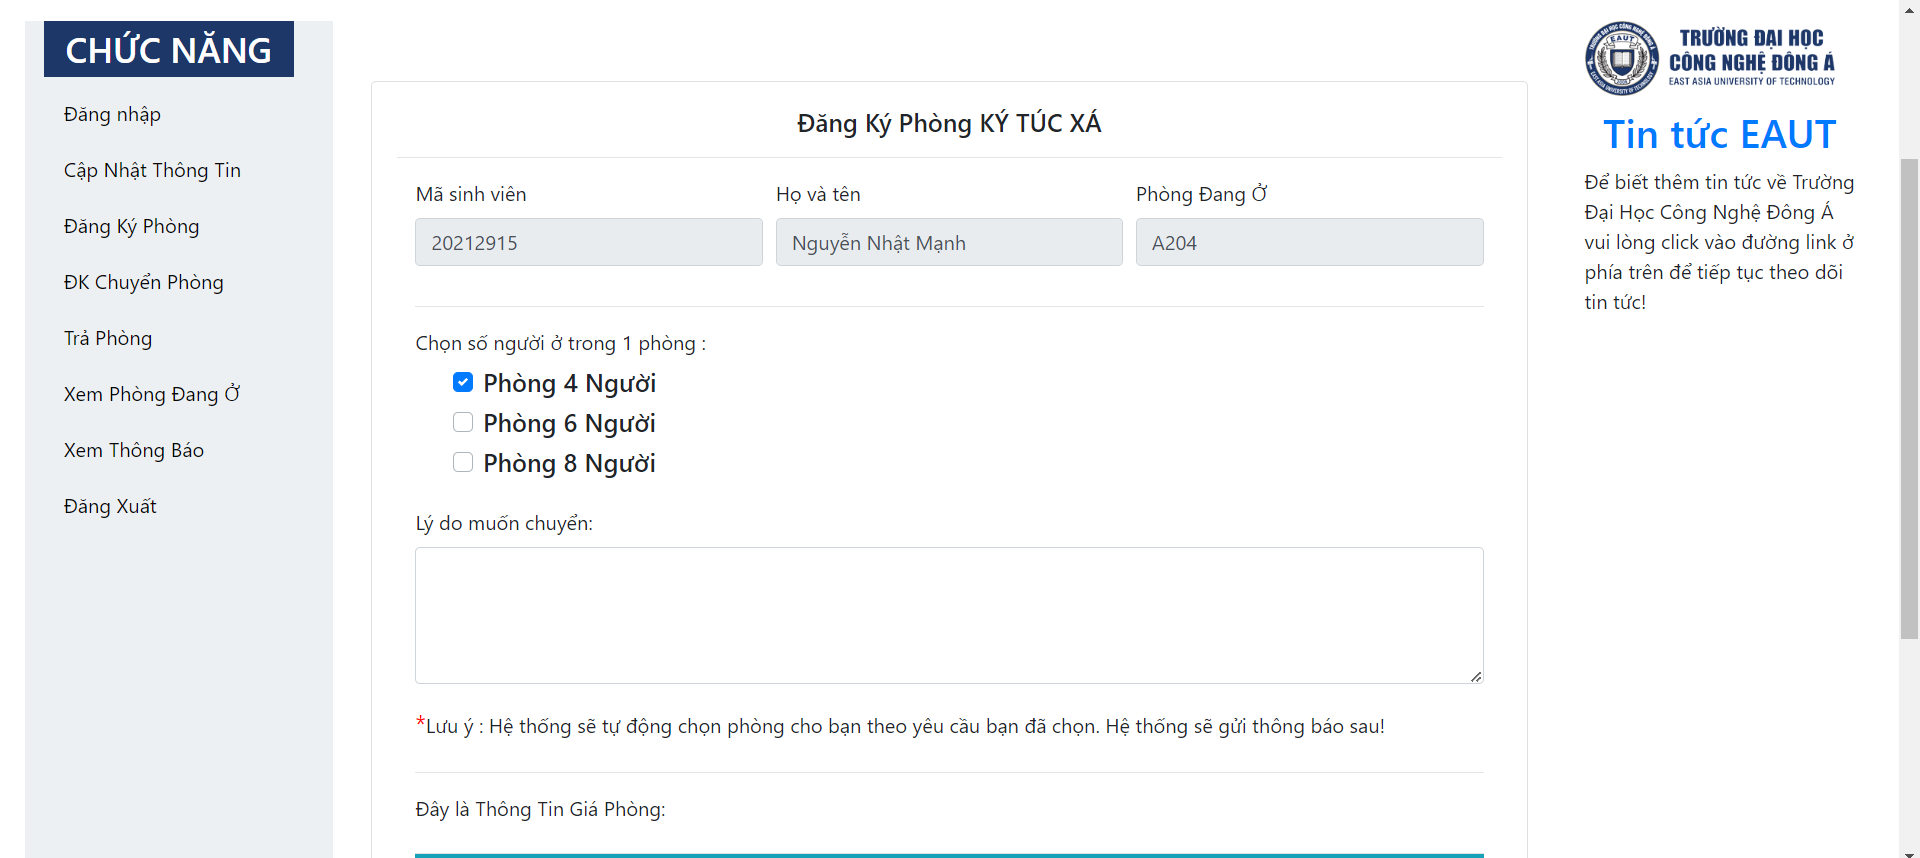 CHỨC NĂNG
Đăng nhập
Cập Nhật Thông Tin
Đăng Ký Phòng
ĐK Chuyển Phòng
Trả Phòng
Xem Phòng Đang Ở
Xem Thông Báo
Đăng Xuất
Đăng Ký Phòng KÝ TÚC XÁ
Mã sinh viên
Họ và tên
Phòng Đang Ở
20212915
Nguyễn Nhật Mạnh
A204
Chọn số người ở trong 1 phòng :
Phòng 4 Người
Phòng 6 Người
Phòng 8 Người
Lý do muốn chuyển:
*Lưu ý : Hệ thống sẽ tự động chọn phòng cho bạn theo yêu cầu bạn đã chọn. Hệ thống sẽ gửi thông báo sau!
Đây là Thông Tin Giá Phòng:
EAUT
TRƯỜNG ĐẠI HỌC
CÔNG NGHỆ ĐÔNG Á
EAST ASIA UNIVERSITY OF TECHNOLOGY
Tin tức EAUT
Để biết thêm tin tức về Trường
Đại Học Công Nghệ Đông Á
vui lòng click vào đường link ở
phía trên để tiếp tục theo dõi
tin tức!